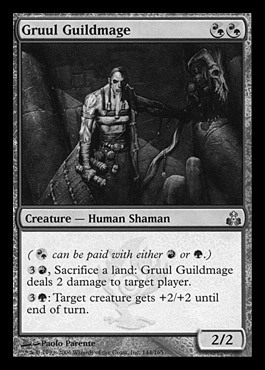 Gruul Guildmage
Creature — Human Shaman
( can be paid with either or .)
3 , Sacrifice a land: Gruul Guildmage
deals 2 damage to target player.
3 : Target creature gets +2/+2 until
end of turn.
Paolo Parente
2/2